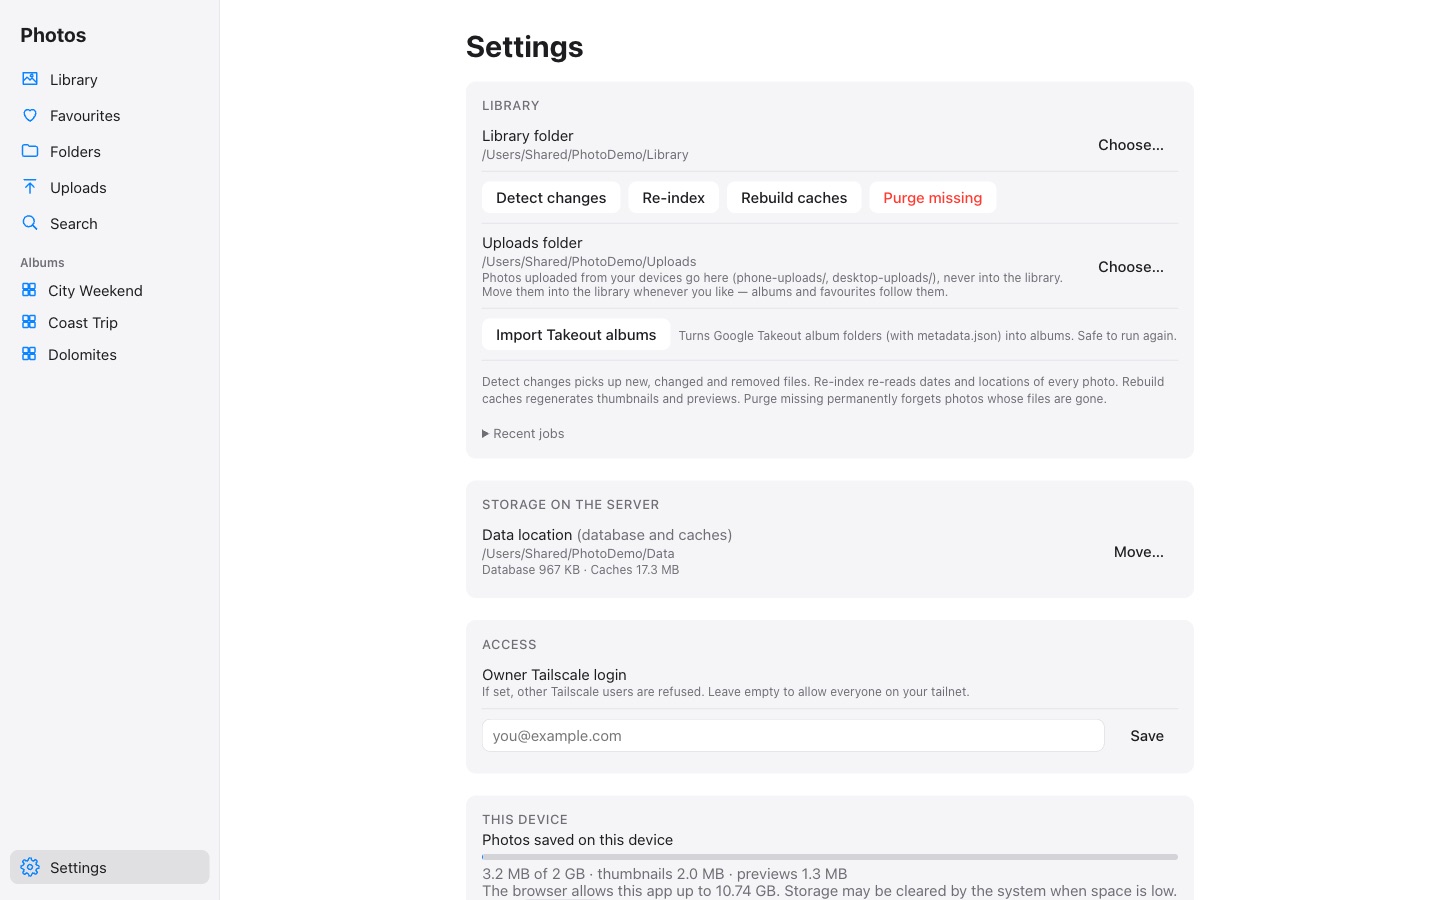 Photos
Library
Favourites
Folders
Uploads
Search
Albums
City Weekend
Coast Trip
Dolomites
Settings
Settings
LIBRARY
Library folder
/Users/Shared/PhotoDemo/Library
Choose...
Detect changes
Re-index
Rebuild caches
Purge missing
Uploads folder
/Users/Shared/PhotoDemo/Uploads
Photos uploaded from your devices go here (phone-uploads/, desktop-uploads/), never into the library.
Move them into the library whenever you like — albums and favourites follow them.
Choose...
Import Takeout albums
Turns Google Takeout album folders (with metadata.json) into albums. Safe to run again.
Detect changes picks up new, changed and removed files. Re-index re-reads dates and locations of every photo. Rebuild
caches regenerates thumbnails and previews. Purge missing permanently forgets photos whose files are gone.
Recent jobs
STORAGE ON THE SERVER
Data location (database and caches)
/Users/Shared/PhotoDemo/Data
Database 967 KB · Caches 17.3 MB
Move...
ACCESS
Owner Tailscale login
If set, other Tailscale users are refused. Leave empty to allow everyone on your tailnet.
you@example.com
Save
THIS DEVICE
Photos saved on this device
3.2 MB of 2 GB · thumbnails 2.0 MB · previews 1.3 MB
The browser allows this app up to 10.74 GB. Storage may be cleared by the system when space is low.